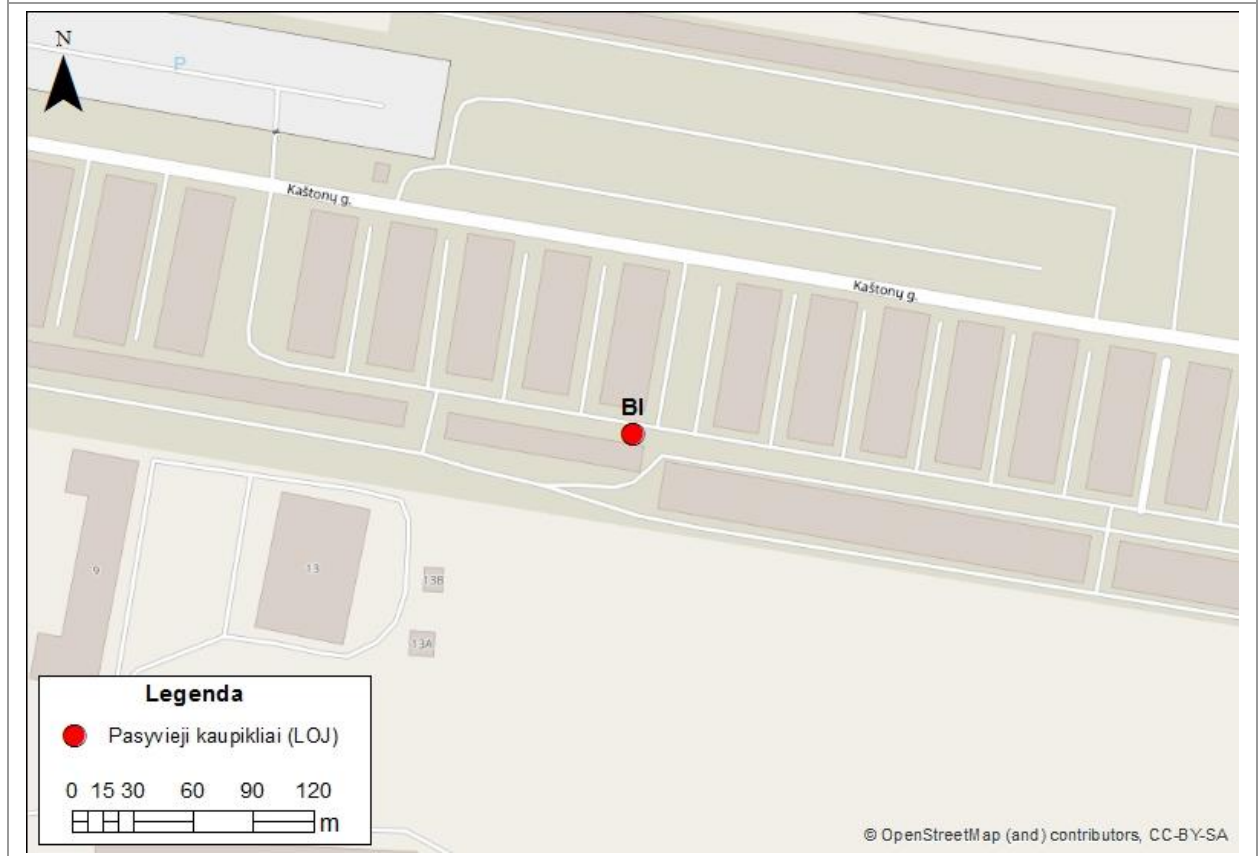 N
P
Kaštonų g.
Kaštonų g.
BI
9
13
13B
13A
Legenda
Pasyvieji kaupikliai (LOJ)
0 15 30 60 90 120
m
© OpenStreetMap (and) contributors, CC-BY-SA